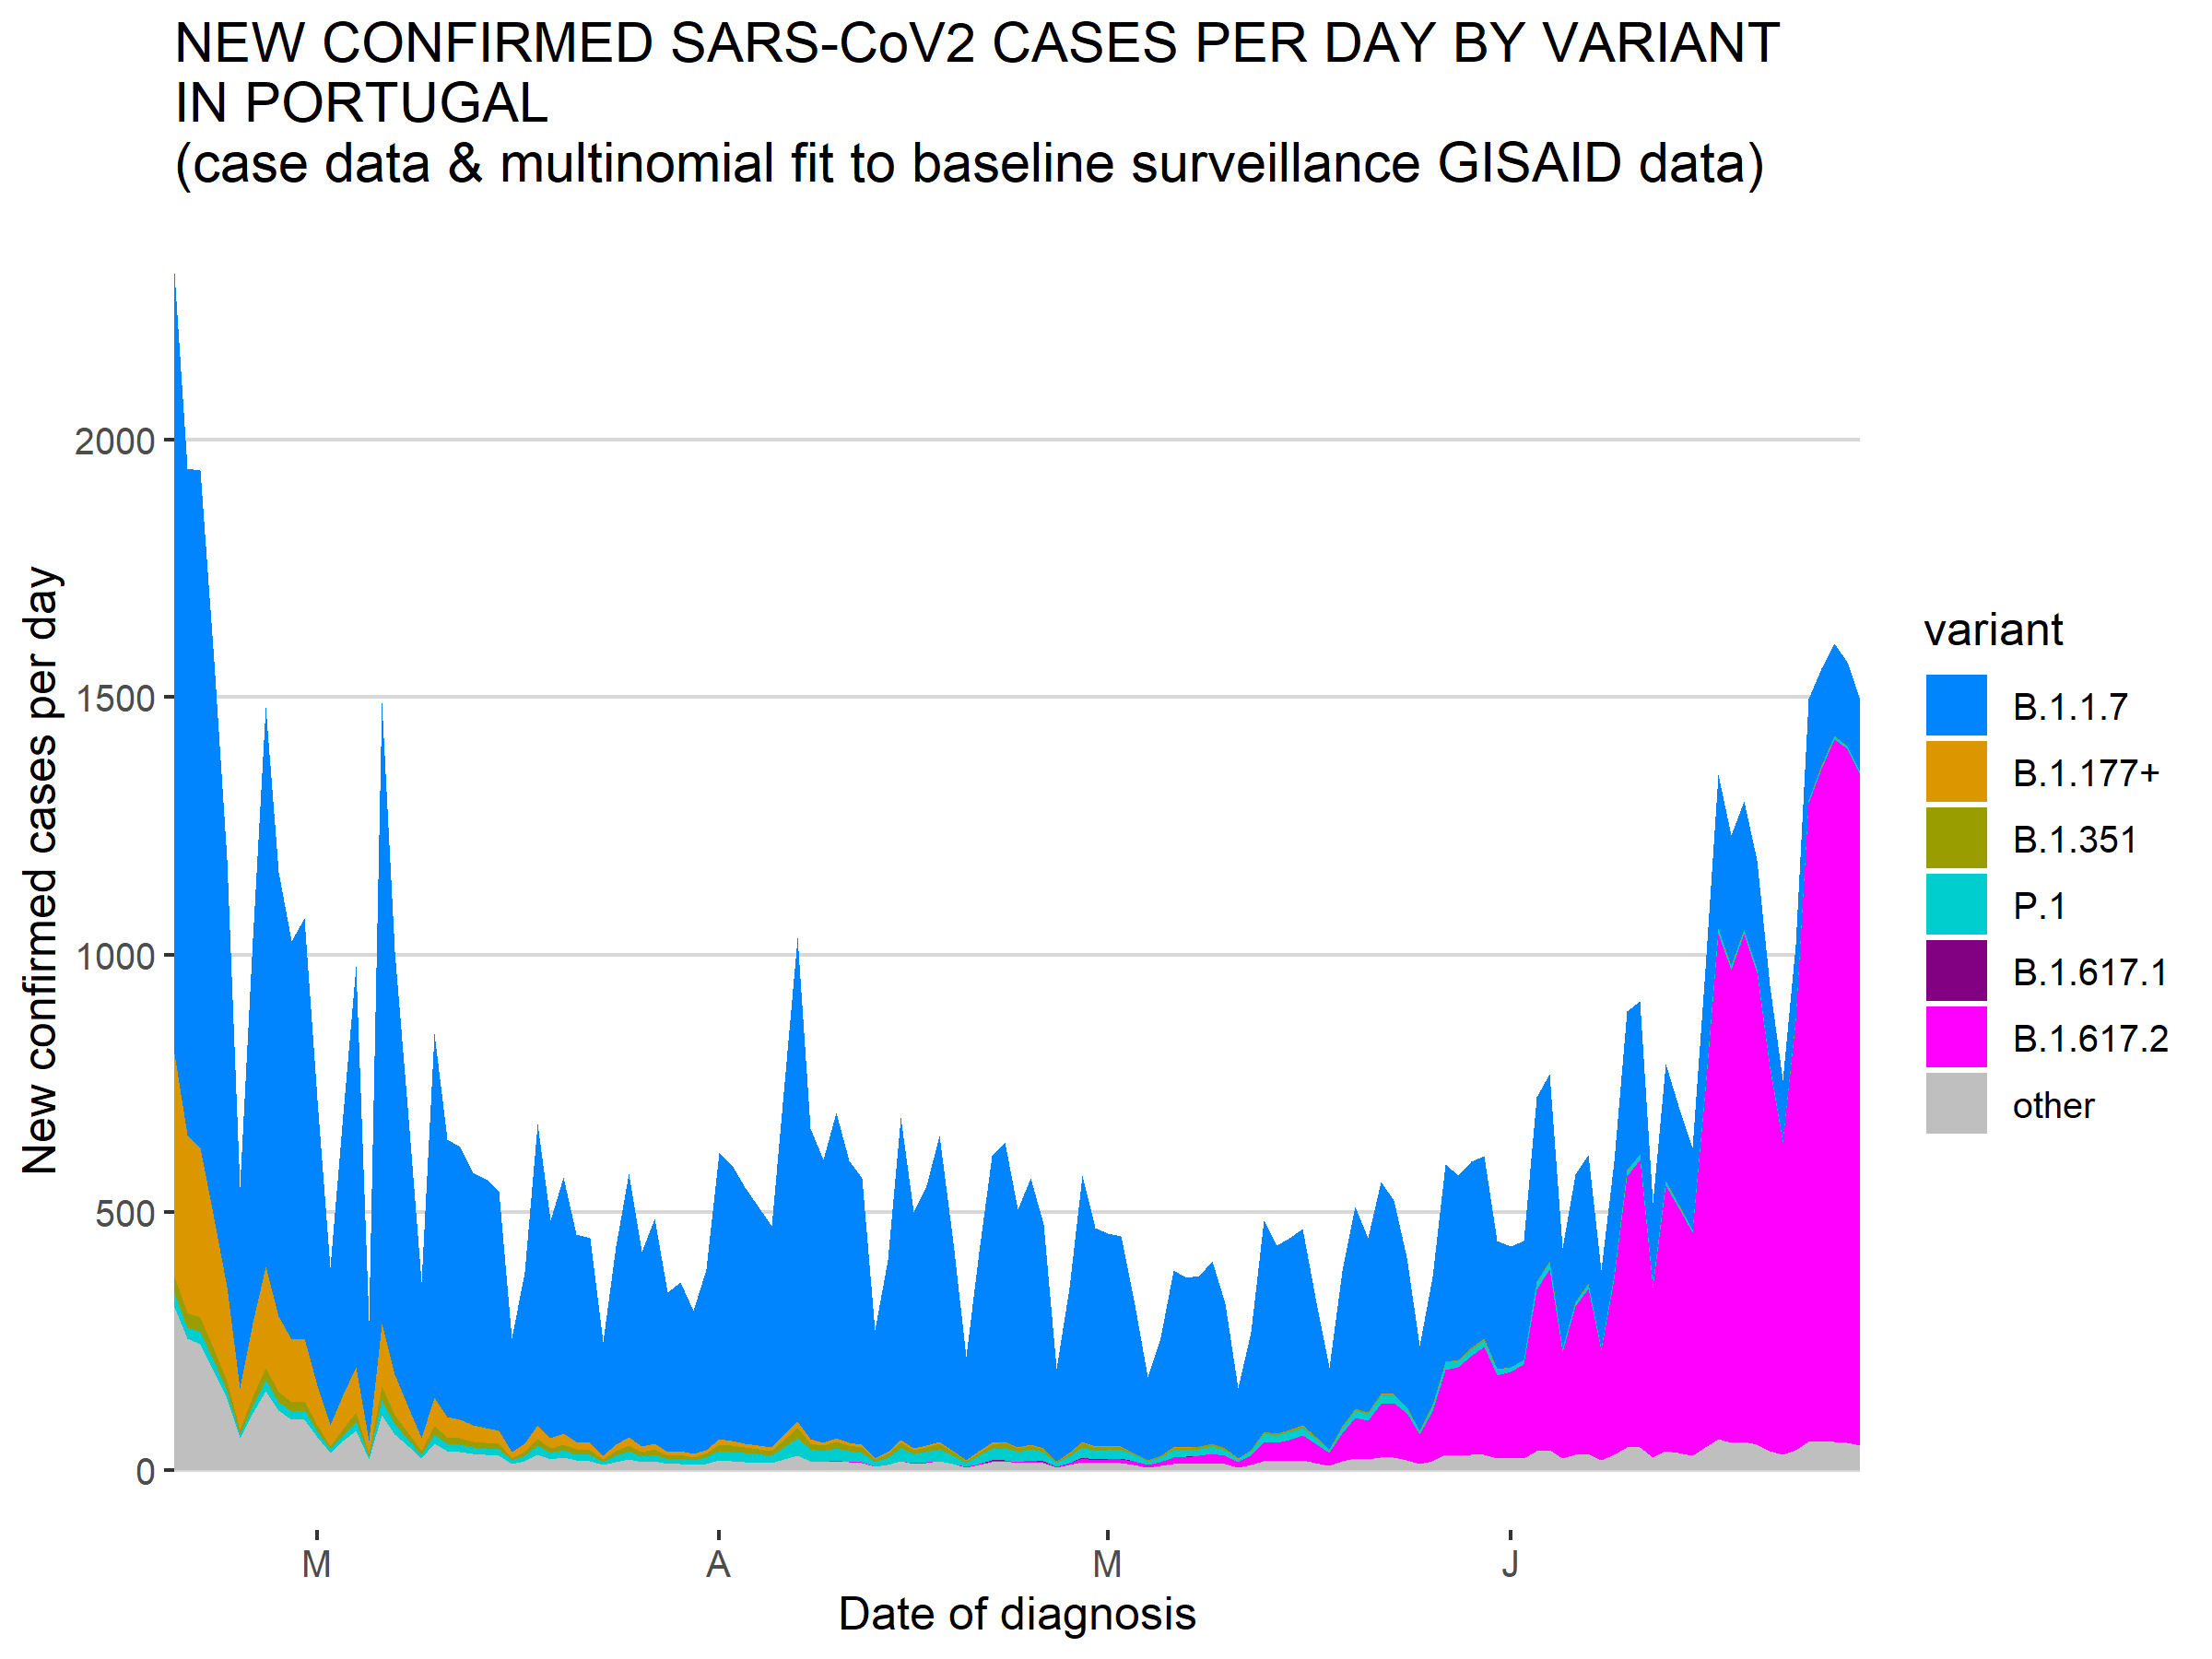 NEW CONFIRMED SARS-CoV2 CASES PER DAY BY VARIANT
IN PORTUGAL
(case data & multinomial fit to baseline surveillance GISAID data)
New confirmed cases per day
2000
1500
1000
500
0
M
A
M
J
Date of diagnosis
variant
B.1.1.7
B.1.177+
B.1.351
P.1
B.1.617.1
B.1.617.2
other